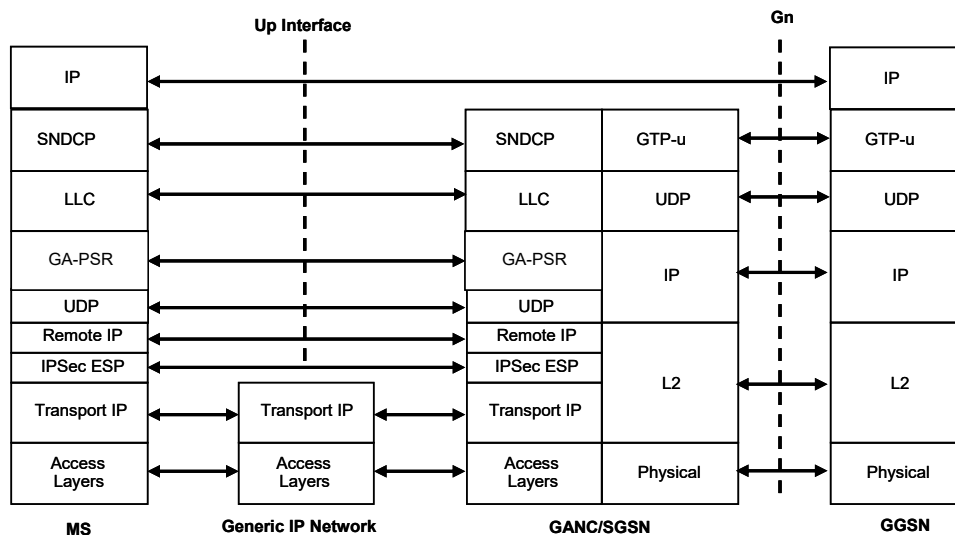 Up Interface
Gn
IP
IP
SNDCP
SNDCP
GTP-u
GTP-u
LLC
LLC
UDP
UDP
GA-PSR
GA-PSR
IP
IP
UDP
UDP
Remote IP
Remote IP
IPSec ESP
IPSec ESP
L2
L2
Transport IP
Transport IP
Transport IP
Access
Layers
Access
Layers
Access
Layers
Physical
Physical
MS
Generic IP Network
GANC/SGSN
GGSN